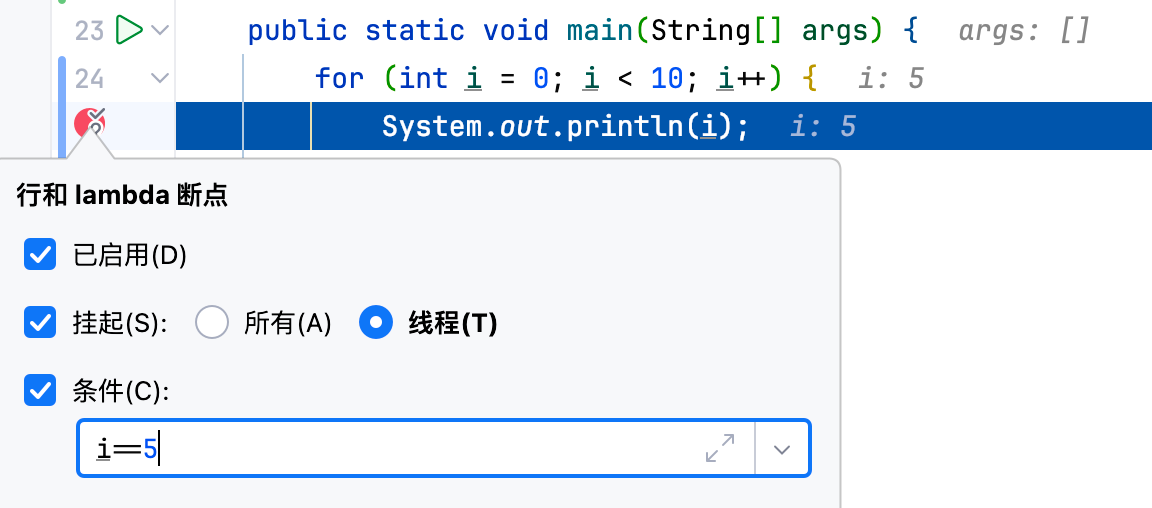 23 public static void main(String[] args) { args: []
24 for (int i = 0; i < 10; i++) { i: 5
System.out.println(i); i: 5
行和 lambda 断点
已启用(D)
挂起(S): 所有(A) 线程(T)
条件(C):
i==5